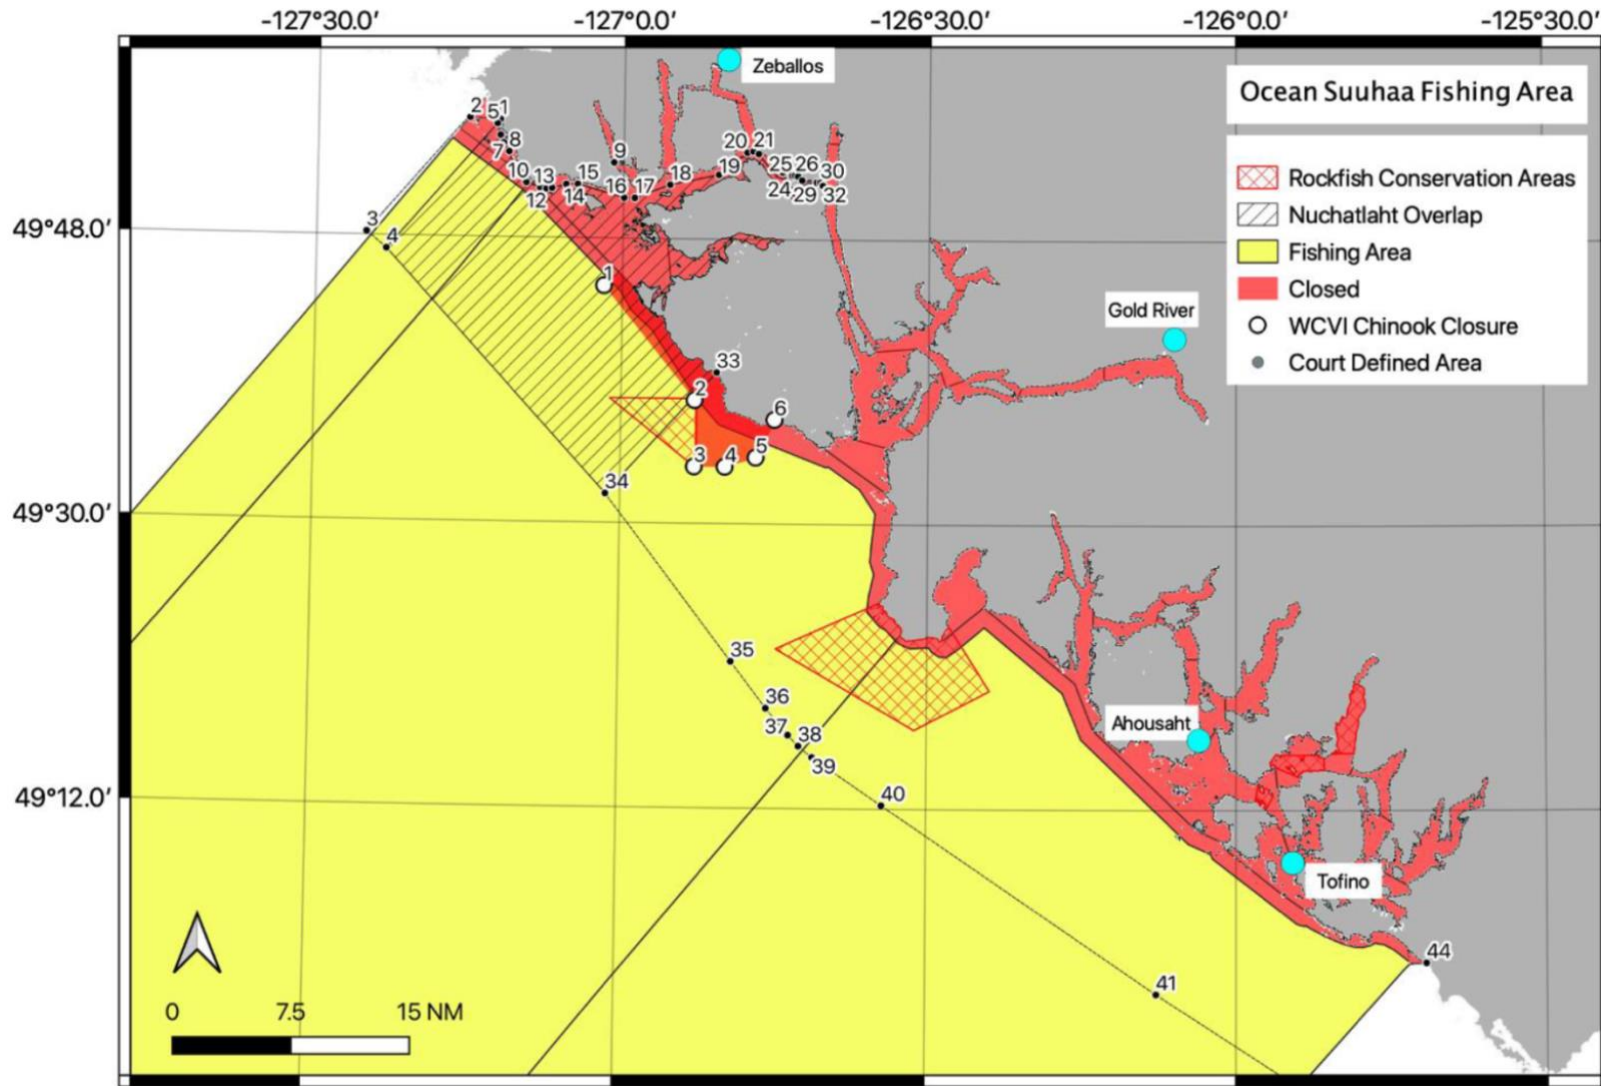 -127°30.0' -127°0.0' -126°30.0' -126°0.0' -125°30.0'
Zeballos
Ocean Suuhaa Fishing Area
Rockfish Conservation Areas
Nuchatlaht Overlap
Fishing Area
Closed
WCVI Chinook Closure
Court Defined Area
2 51
8
7
9
20 21
10 13 15
12 14
16 17 18 19
25 26 30
24 29 32
3
4
49°48.0'
1
Gold River
33
2
6
3 4 5
34
49°30.0'
35
36
37 38
39
Ahousaht
40
49°12.0'
Tofino
44
41
0 7.5 15 NM